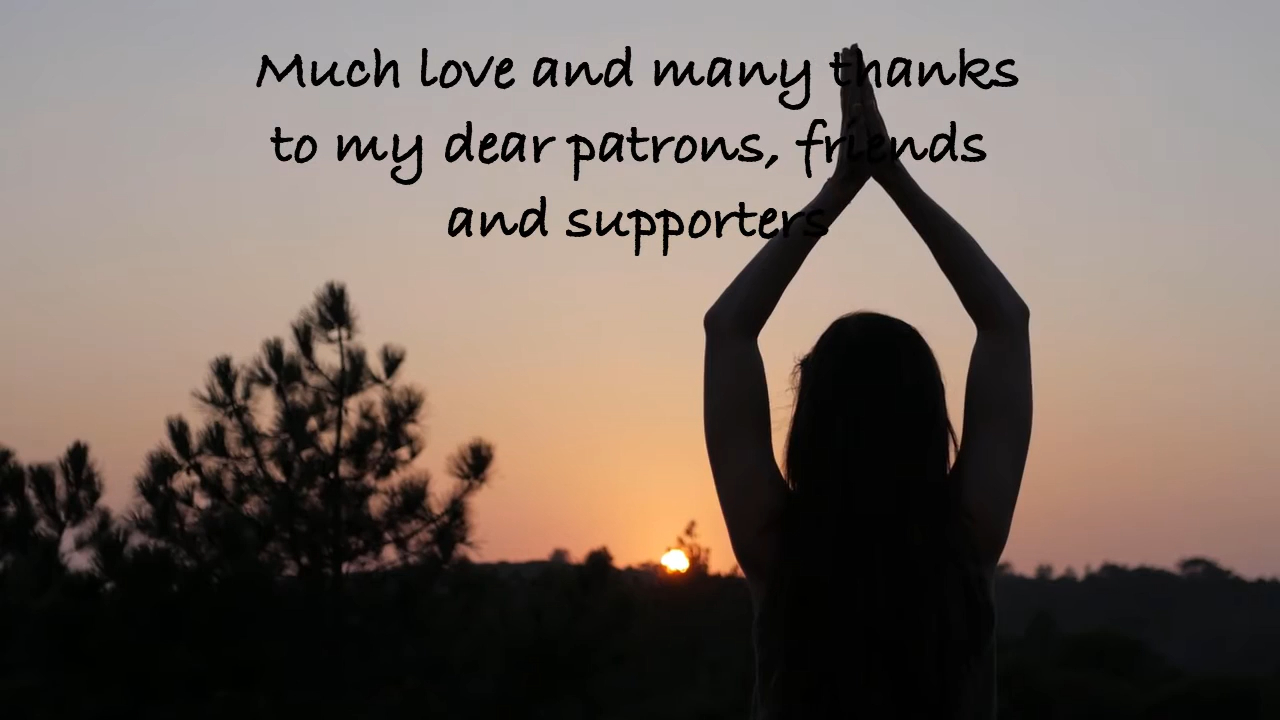 Much love and many thanks
to my dear patrons, friends
and supporters